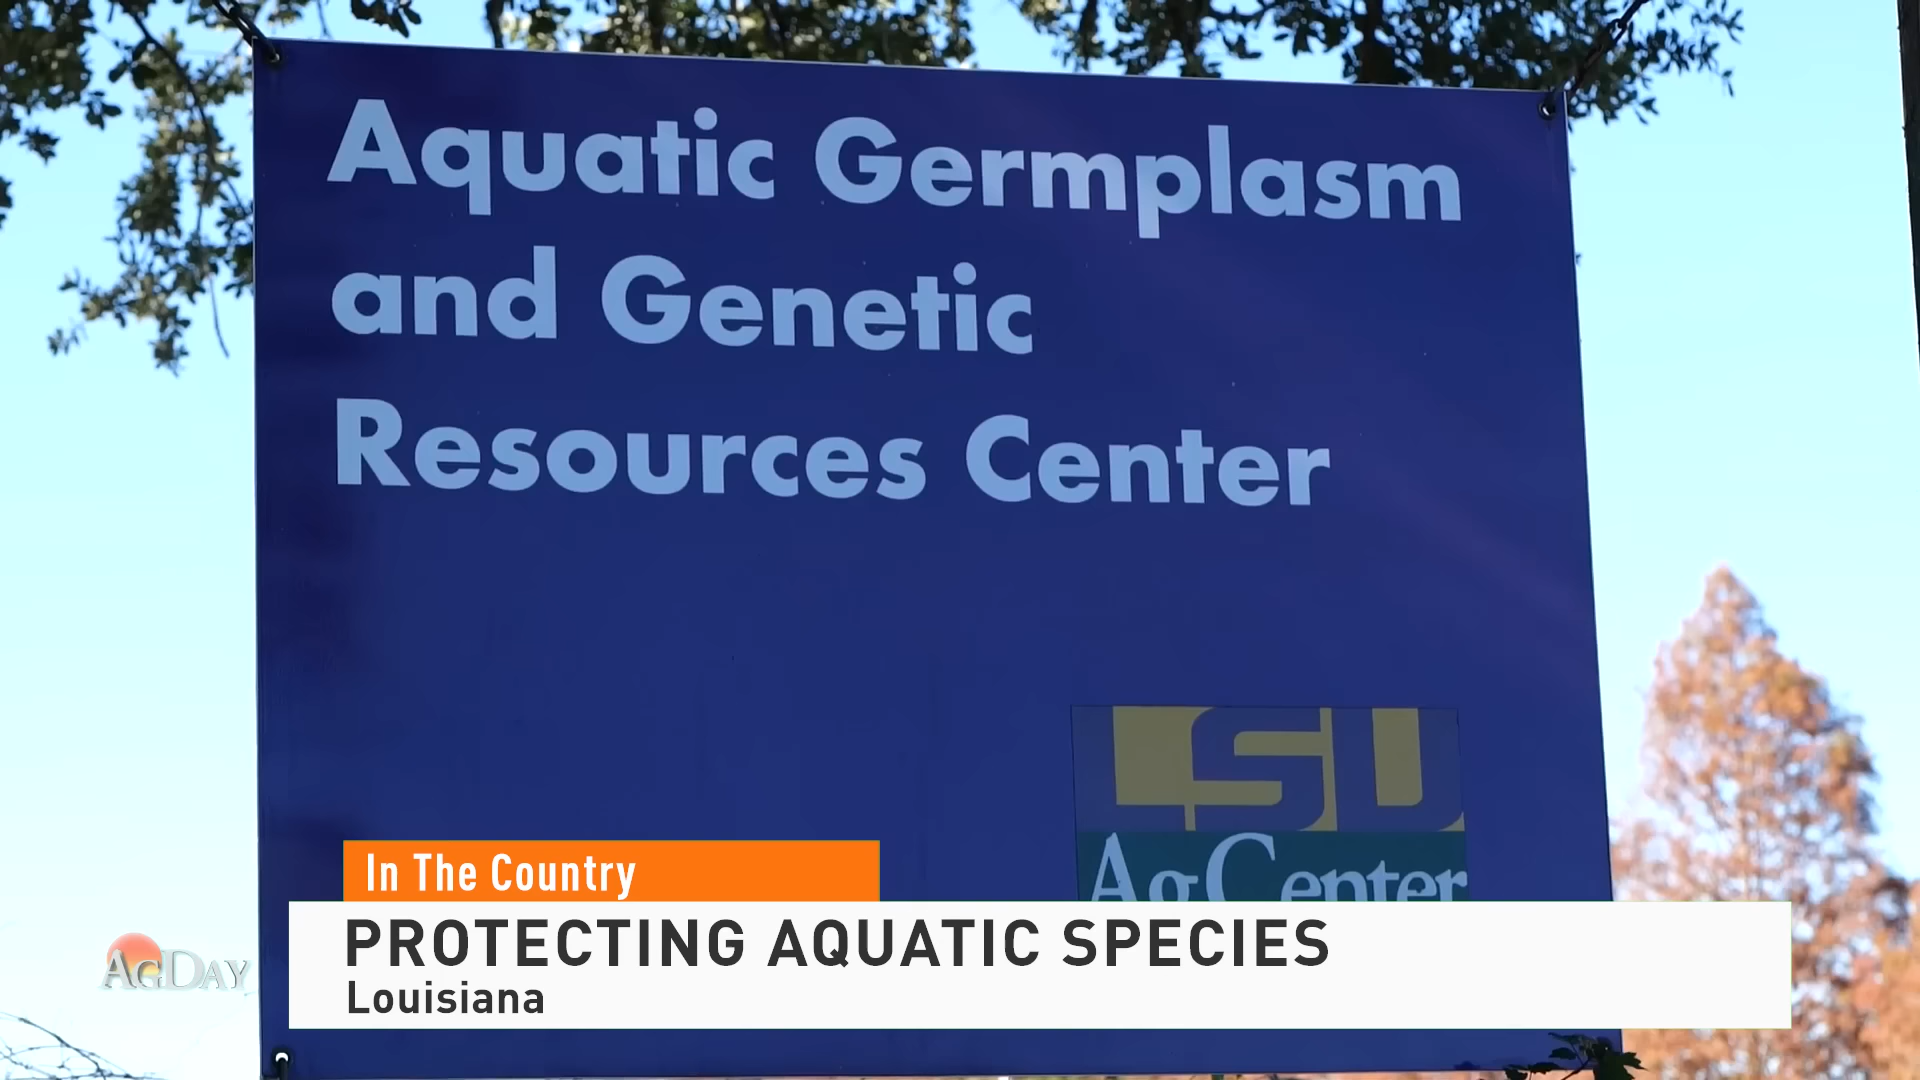 Aquatic Germplasm
and Genetic
Resources Center
LSU
AgCenter
In The Country
PROTECTING AQUATIC SPECIES
Louisiana
AGDAY